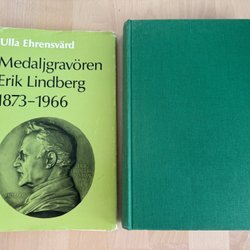 Ulla Ehrensvärd
Medaljgravören
Erik Lindberg
1873–1966